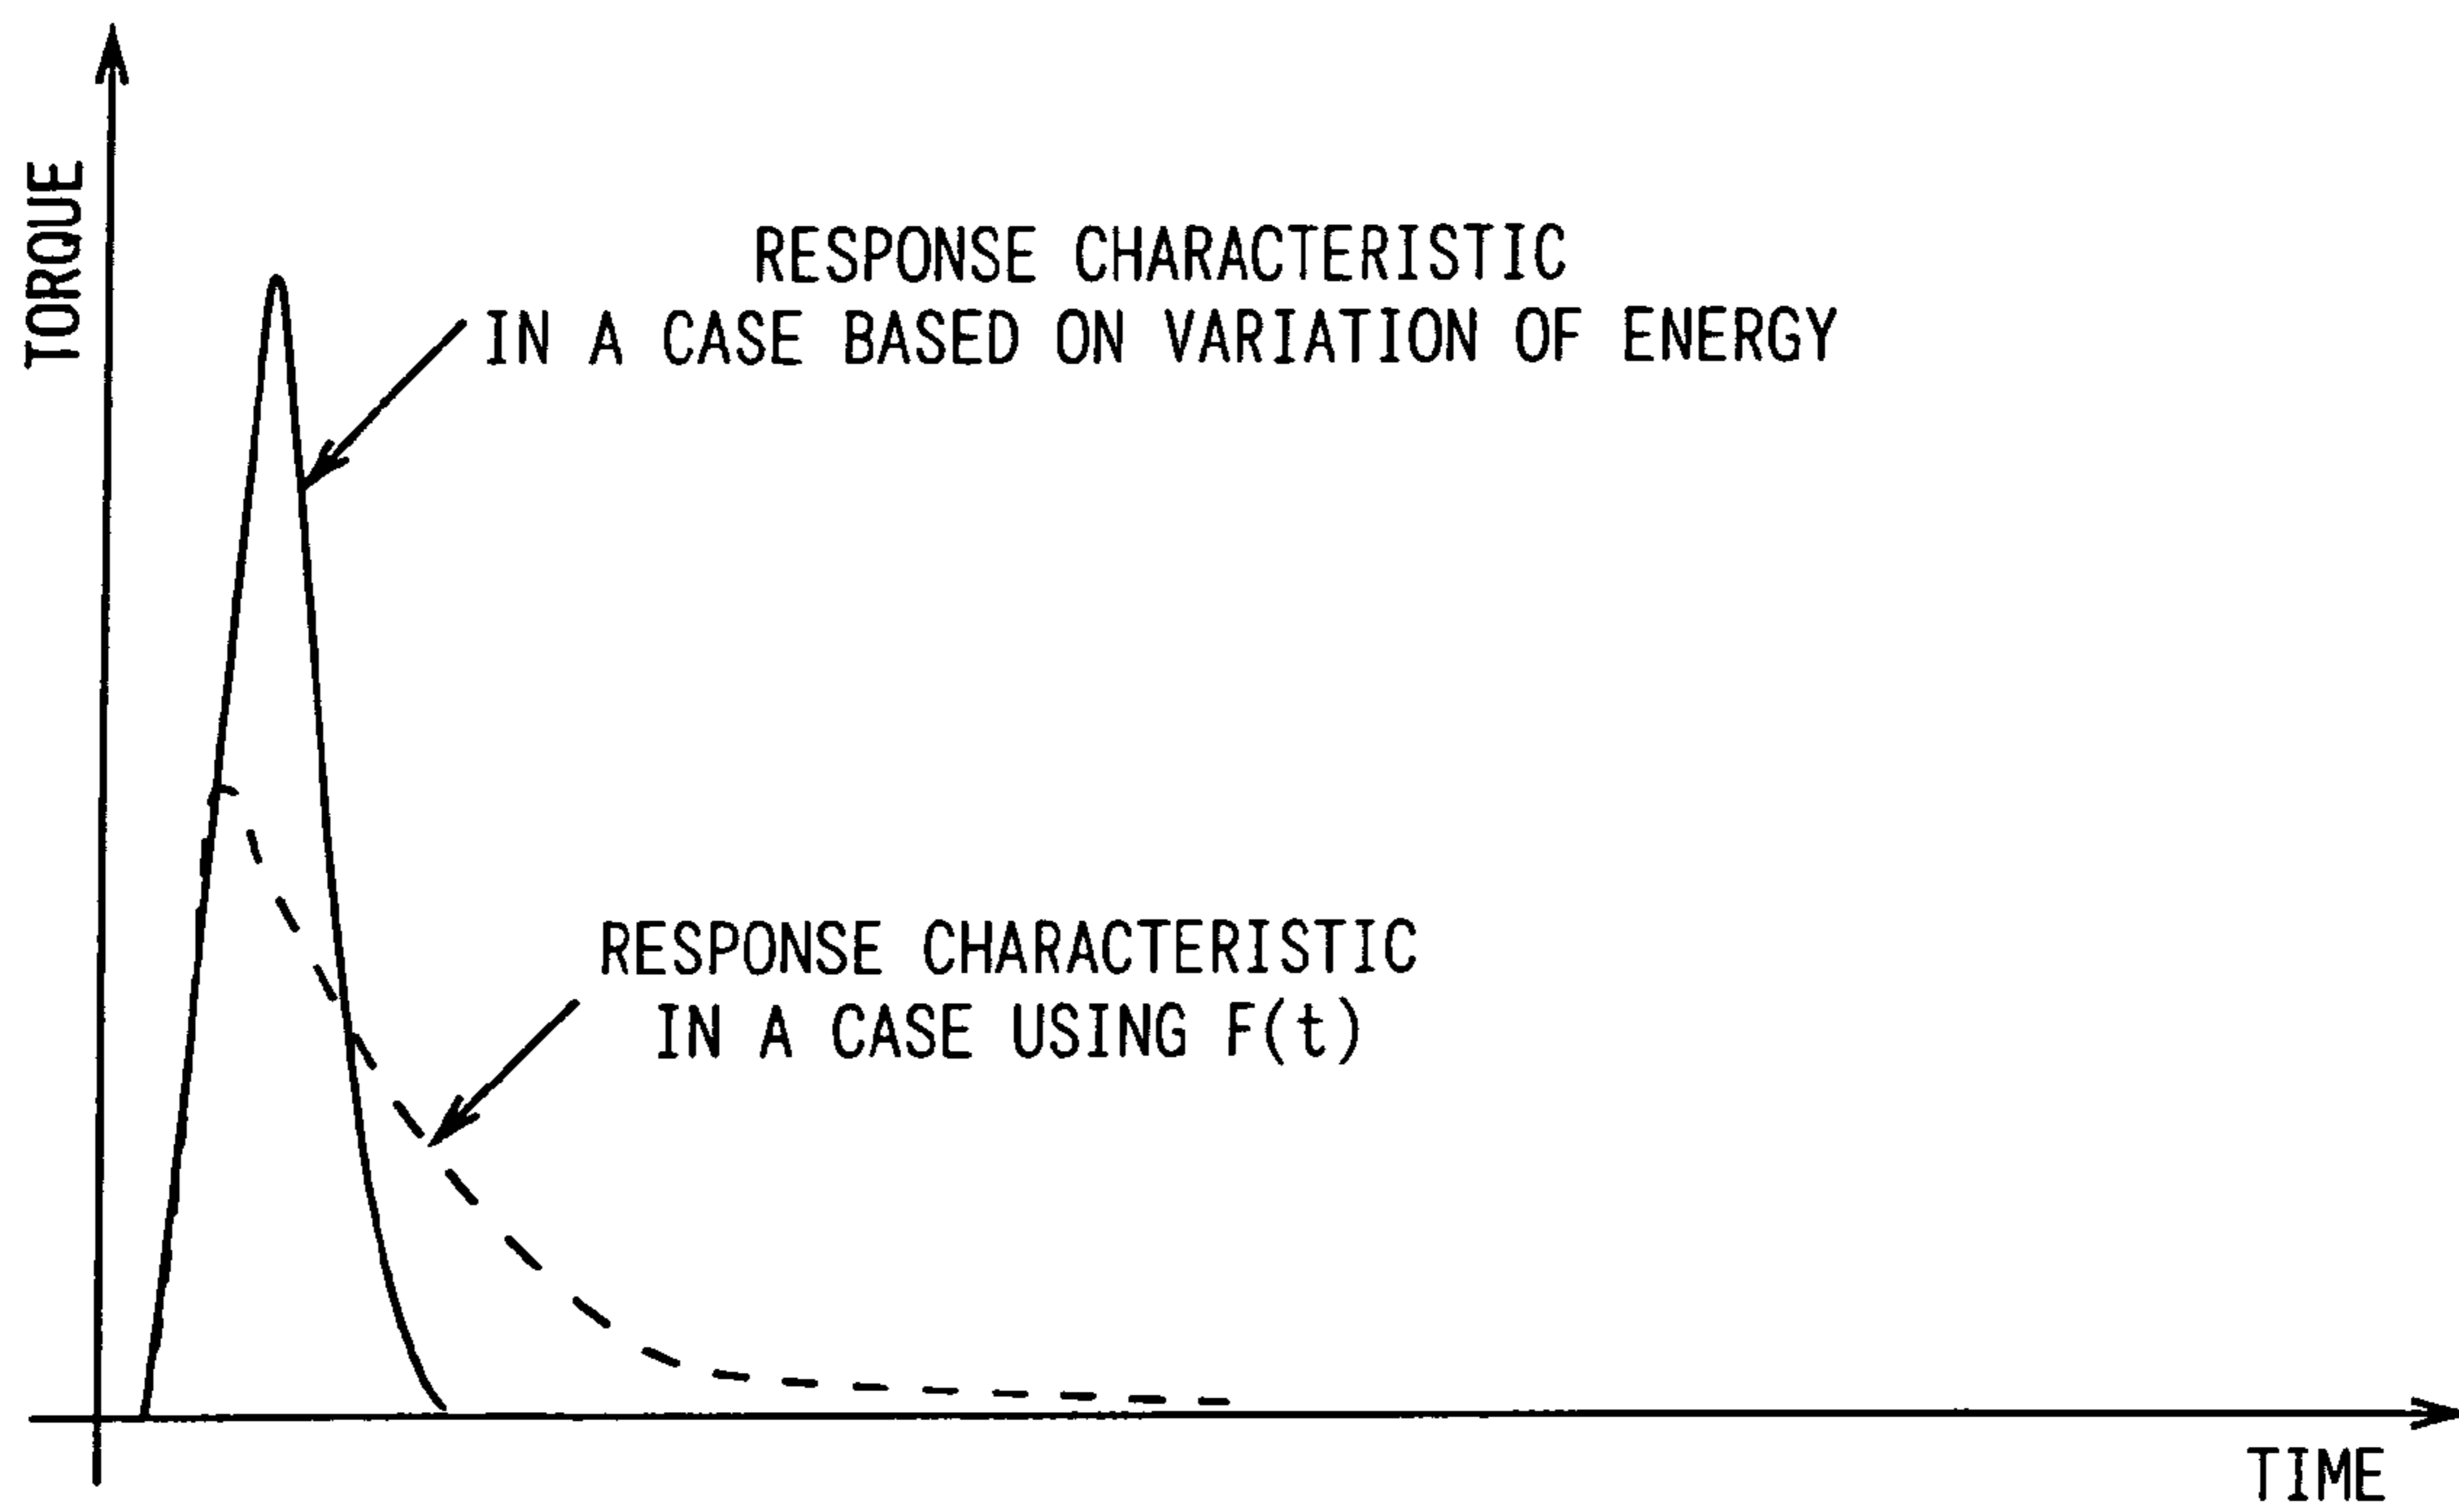 TORQUE
RESPONSE CHARACTERISTIC
IN A CASE BASED ON VARIATION OF ENERGY
RESPONSE CHARACTERISTIC
IN A CASE USING F(t)
TIME